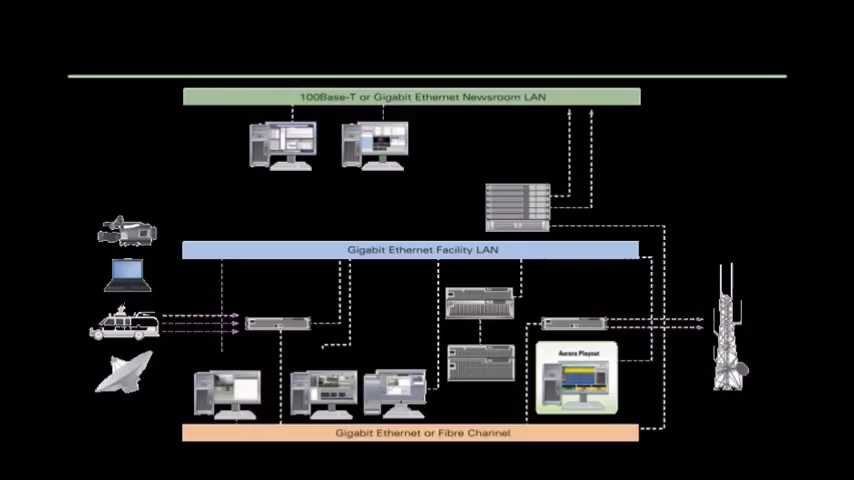 100Base-T or Gigabit Ethernet Newsroom LAN
Gigabit Ethernet Facility LAN
Aurora Playout
Gigabit Ethernet or Fibre Channel